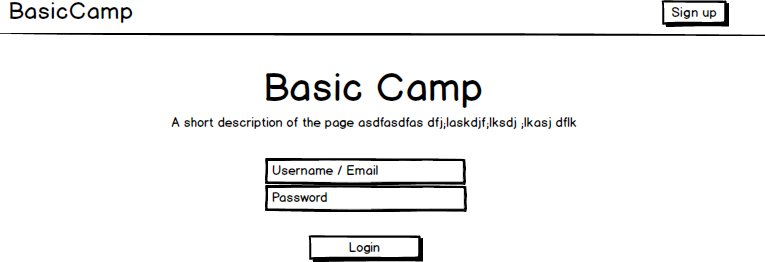 BasicCamp
Sign up
Basic Camp
A short description of the page asdfasdfas dfj;laskdjf;lksdj ;lkasj dflk
Username / Email
Password
Login